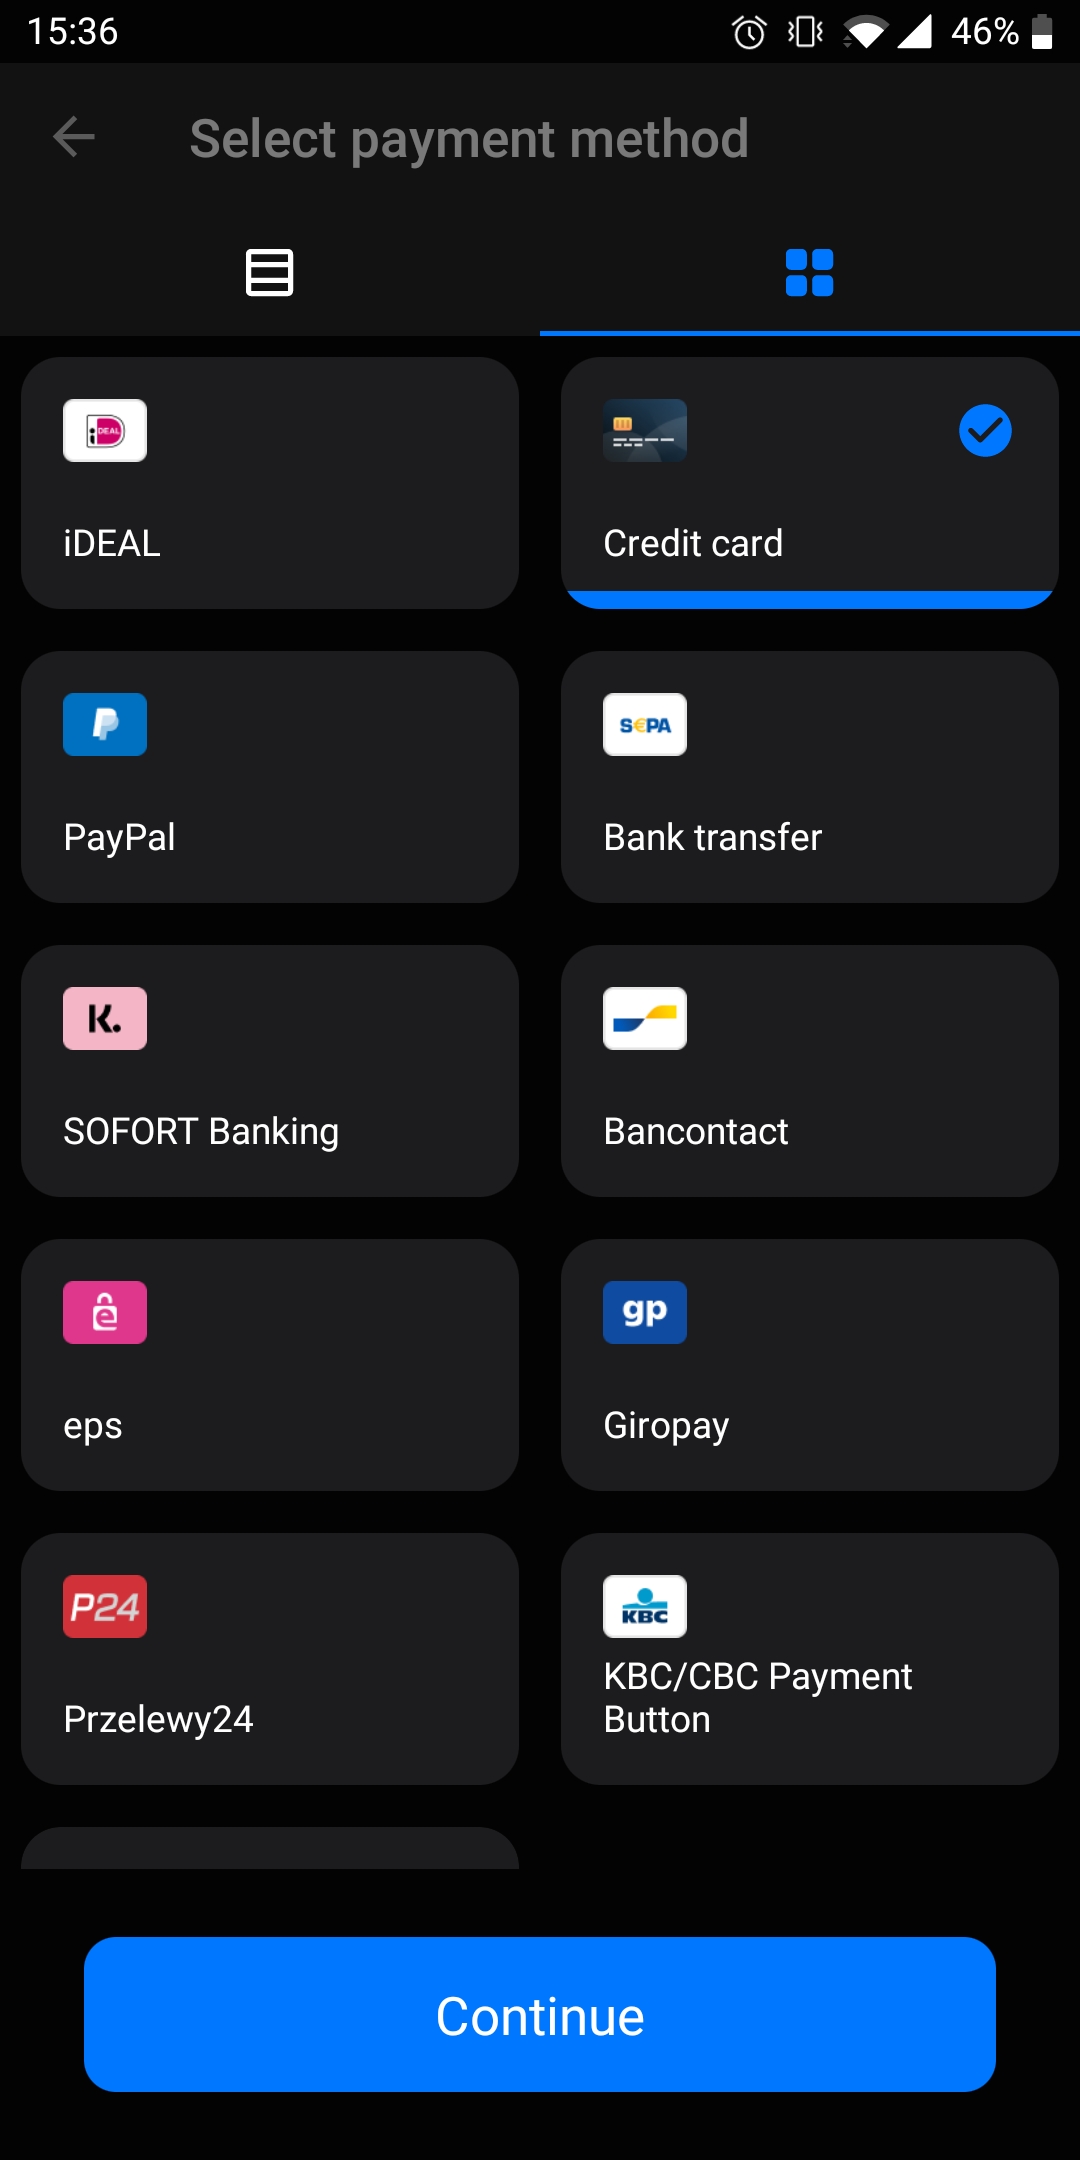 15:36
46%
Select payment method
iDEAL
iDEAL
Credit card
P
S€PA
PayPal
Bank transfer
K.
SOFORT Banking
Bancontact
e
gp
eps
Giropay
P24
KBC
KBC/CBC Payment
Button
Przelewy24
Continue